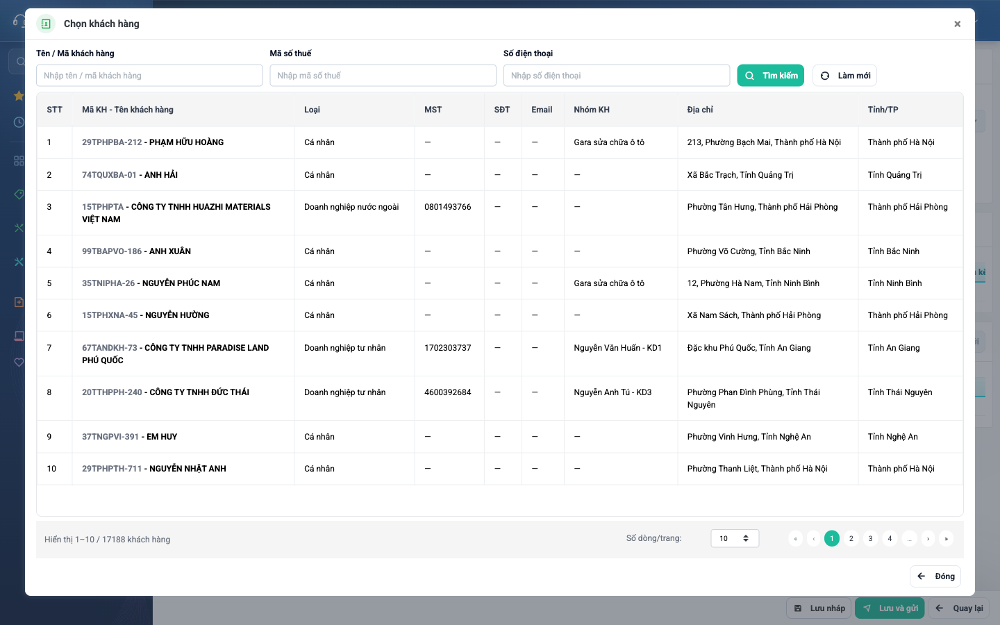 Chọn khách hàng
×
Tên / Mã khách hàng
Mã số thuế
Số điện thoại
Nhập tên / mã khách hàng
Nhập mã số thuế
Nhập số điện thoại
Tìm kiếm
Làm mới
STT Mã KH - Tên khách hàng Loại MST SĐT Email Nhóm KH Địa chỉ Tỉnh/TP
1 29TPHPBA-212 - PHẠM HỮU HOÀNG Cá nhân — — — Gara sửa chữa ô tô 213, Phường Bạch Mai, Thành phố Hà Nội Thành phố Hà Nội
2 74TQUXBA-01 - ANH HẢI Cá nhân — — — — Xã Bắc Trạch, Tỉnh Quảng Trị Tỉnh Quảng Trị
3 15TPHPTA - CÔNG TY TNHH HUAZHI MATERIALS Doanh nghiệp nước ngoài 0801493766 — — — Phường Tân Hưng, Thành phố Hải Phòng Thành phố Hải Phòng
VIỆT NAM
4 99TBAPVO-186 - ANH XUÂN Cá nhân — — — — Phường Võ Cường, Tỉnh Bắc Ninh Tỉnh Bắc Ninh
5 35TNIPHA-26 - NGUYỄN PHÚC NAM Cá nhân — — — Gara sửa chữa ô tô 12, Phường Hà Nam, Tỉnh Ninh Bình Tỉnh Ninh Bình
6 15TPHXNA-45 - NGUYỄN HƯỜNG Cá nhân — — — — Xã Nam Sách, Thành phố Hải Phòng Thành phố Hải Phòng
7 67TANDKH-73 - CÔNG TY TNHH PARADISE LAND Doanh nghiệp tư nhân 1702303737 — — Nguyễn Văn Huấn - KD1 Đặc khu Phú Quốc, Tỉnh An Giang Tỉnh An Giang
PHÚ QUỐC
8 20TTHPPH-240 - CÔNG TY TNHH ĐỨC THÁI Doanh nghiệp tư nhân 4600392684 — — Nguyễn Anh Tú - KD3 Phường Phan Đình Phùng, Tỉnh Thái Tỉnh Thái Nguyên
Nguyên
9 37TNGPVI-391 - EM HUY Cá nhân — — — — Phường Vinh Hưng, Tỉnh Nghệ An Tỉnh Nghệ An
10 29TPHPTH-711 - NGUYỄN NHẬT ANH Cá nhân — — — — Phường Thanh Liệt, Thành phố Hà Nội Thành phố Hà Nội
Hiển thị 1–10 / 17188 khách hàng
Số dòng/trang:
10
« ‹ 1 2 3 4 ... › »
Đóng
Lưu nháp
Lưu và gửi
Quay lại